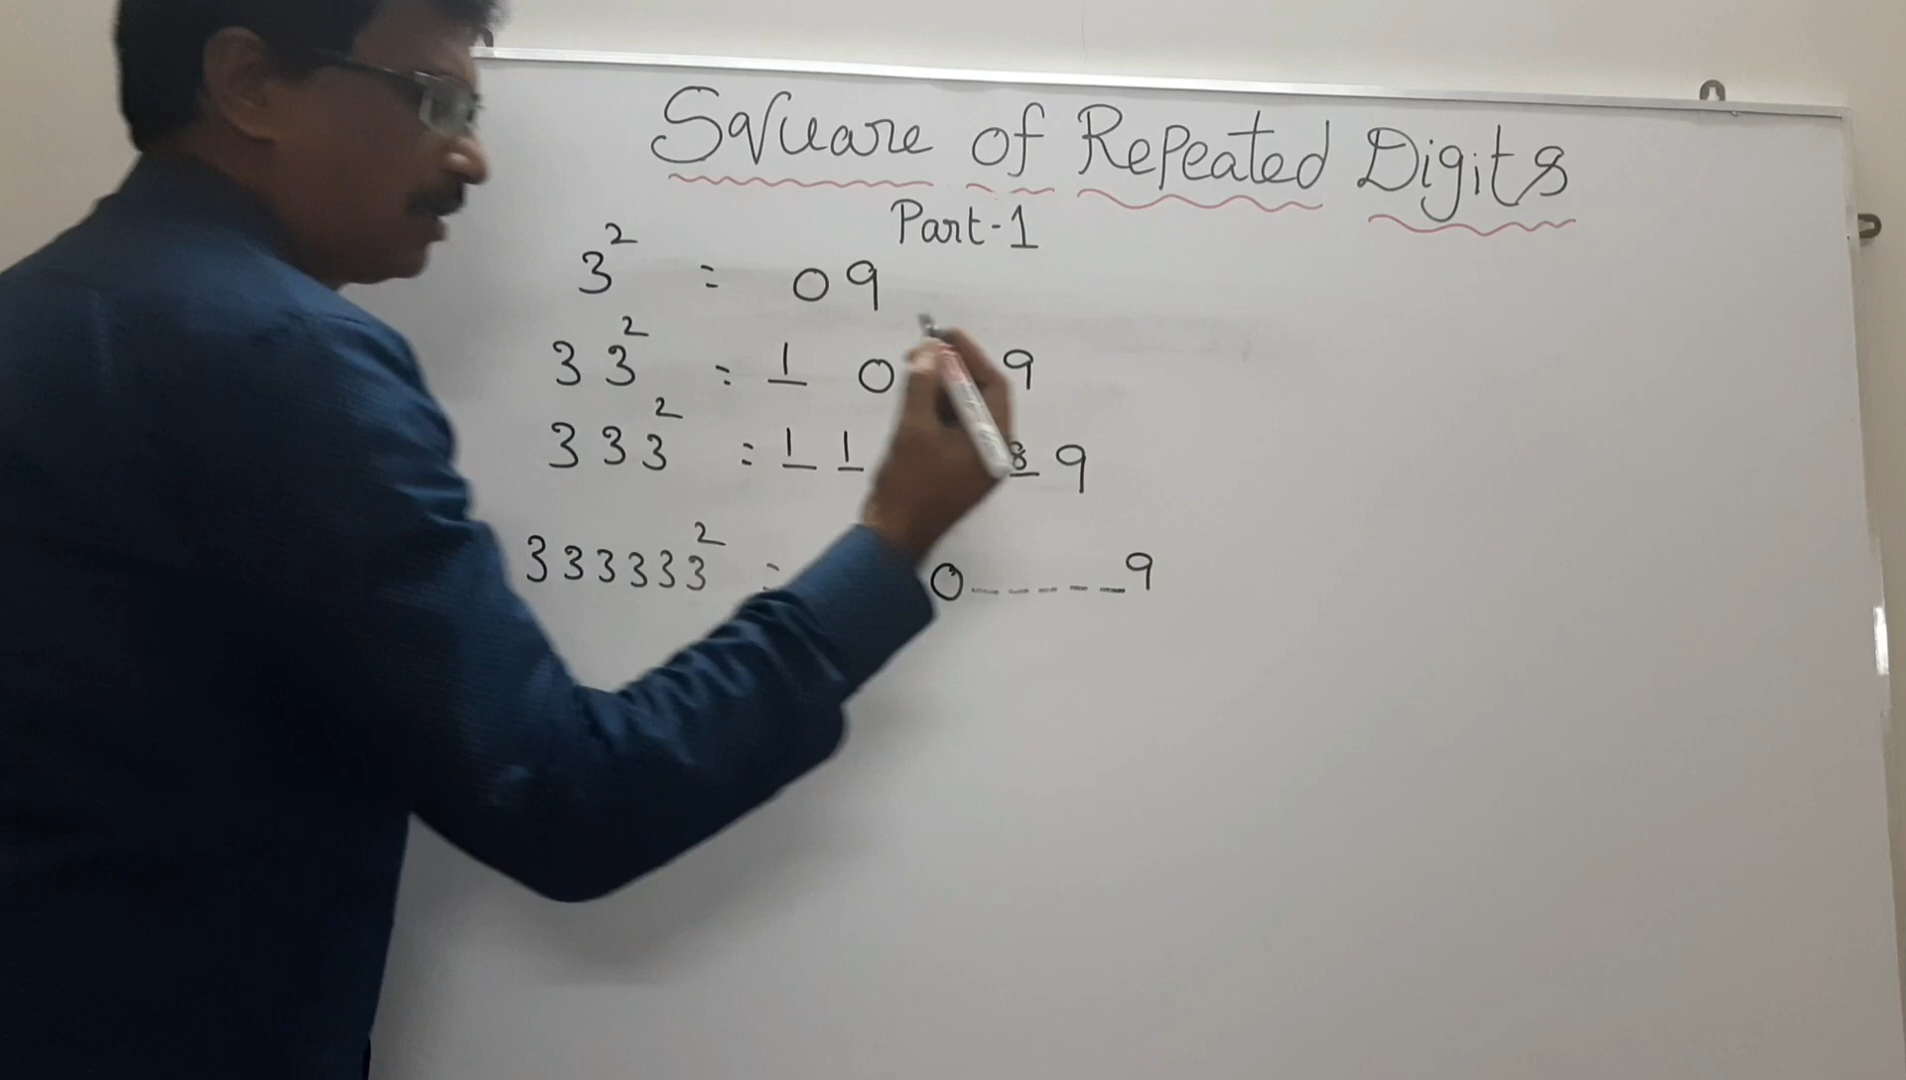 Square of Repeated Digits
Part-1
3² = 09
33² = 1 0 9
333² = 1 1 8 9
333333² = 0-----9